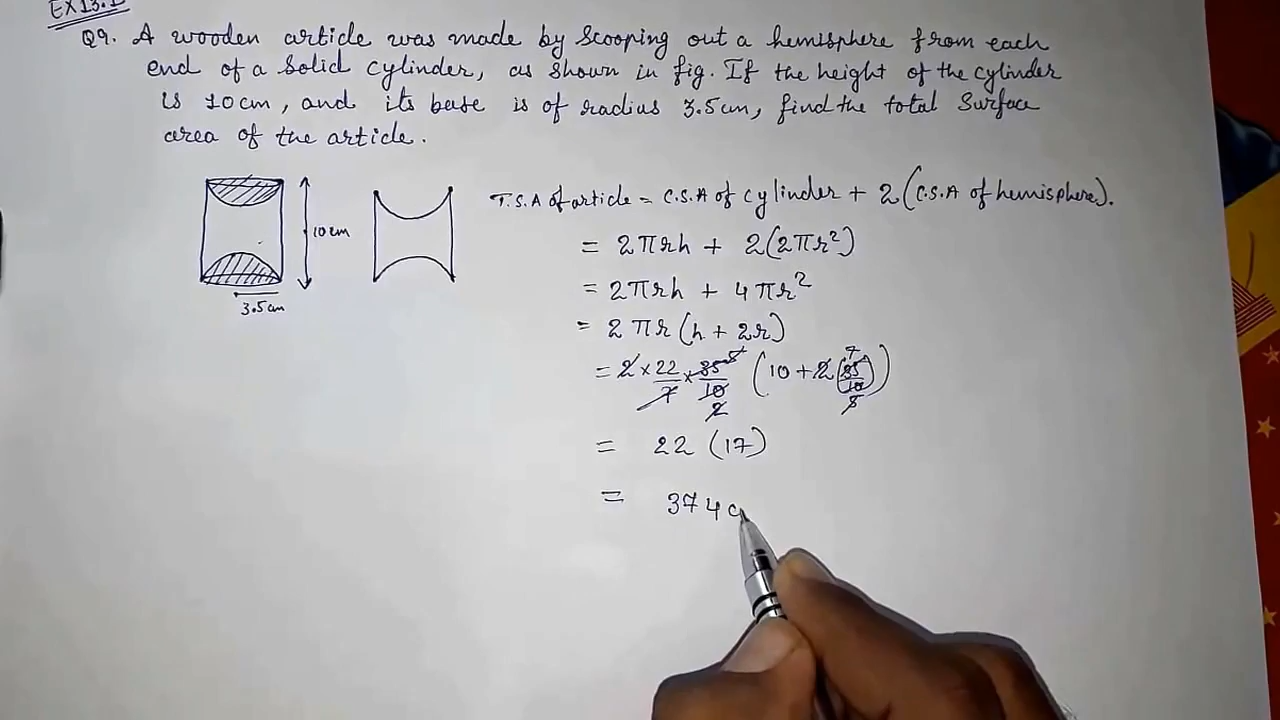 EX 13.1
Q9. A wooden article was made by Scooping out a hemisphere from each
end of a Solid Cylinder, as shown in fig. If the height of the cylinder
is 10cm, and its base is of radius 3.5cm, find the total Surface
area of the article.
10cm
3.5cm
T.S.A of article = C.S.A of cylinder + 2 (C.S.A of hemisphere).
= 2πrh + 2(2πr²)
= 2πrh + 4πr²
= 2πr (h + 2r)
= 2 × 22/7 × 35/10 (10 + 2(35/10))
= 22 (17)
= 374 c